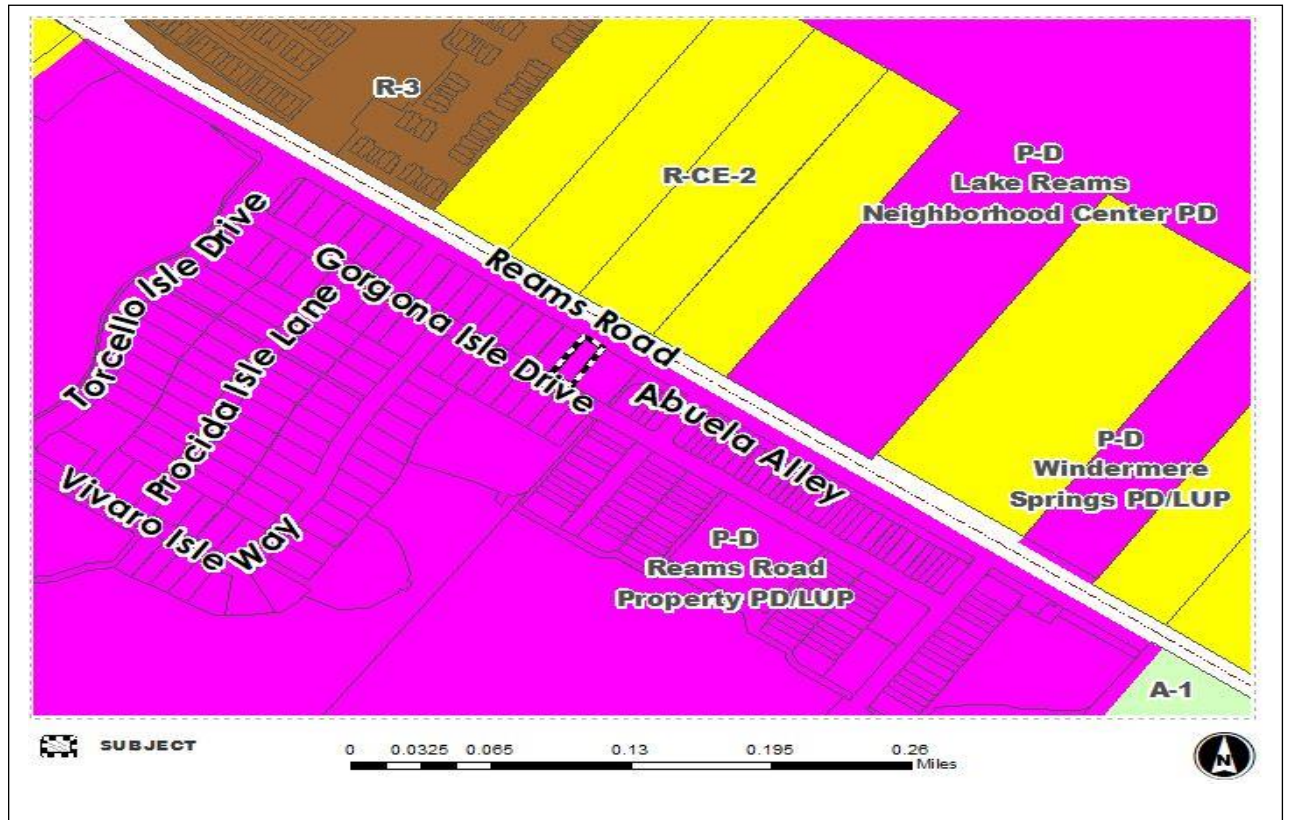 R-3
R-CE-2
P-D
Lake Reams
Neighborhood Center PD
Torcello Isle Drive
Gorgona Isle Drive
Reams Road
Procida Isle Lane
Abuela Alley
Vivaro Isle Way
P-D
Windermere
Springs PD/LUP
P-D
Reams Road
Property PD/LUP
A-1
SUBJECT
0 0.0325 0.065 0.13 0.195 0.26
Miles
N